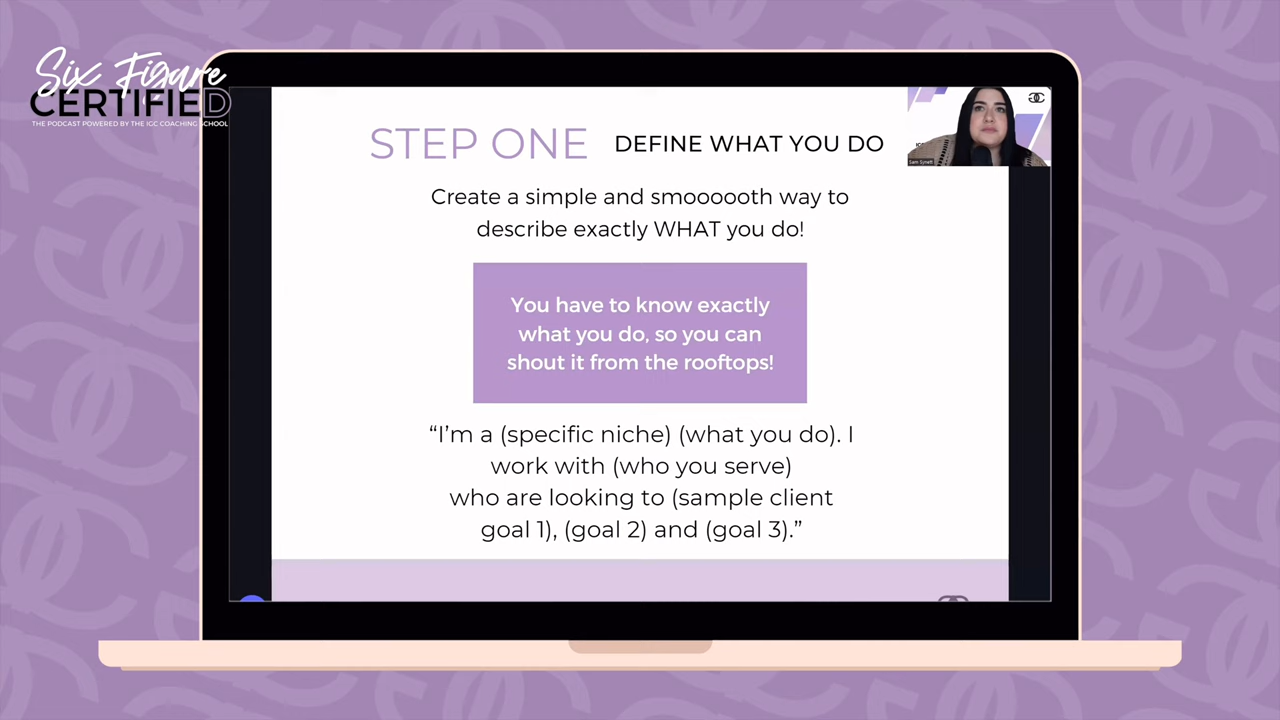 Six Figure
CERTIFIED
THE PODCAST POWERED BY THE IGC COACHING SCHOOL
STEP ONE DEFINE WHAT YOU DO
Create a simple and smoooooth way to
describe exactly WHAT you do!
You have to know exactly
what you do, so you can
shout it from the rooftops!
“I’m a (specific niche) (what you do). I
work with (who you serve)
who are looking to (sample client
goal 1), (goal 2) and (goal 3).”
Sam Synett